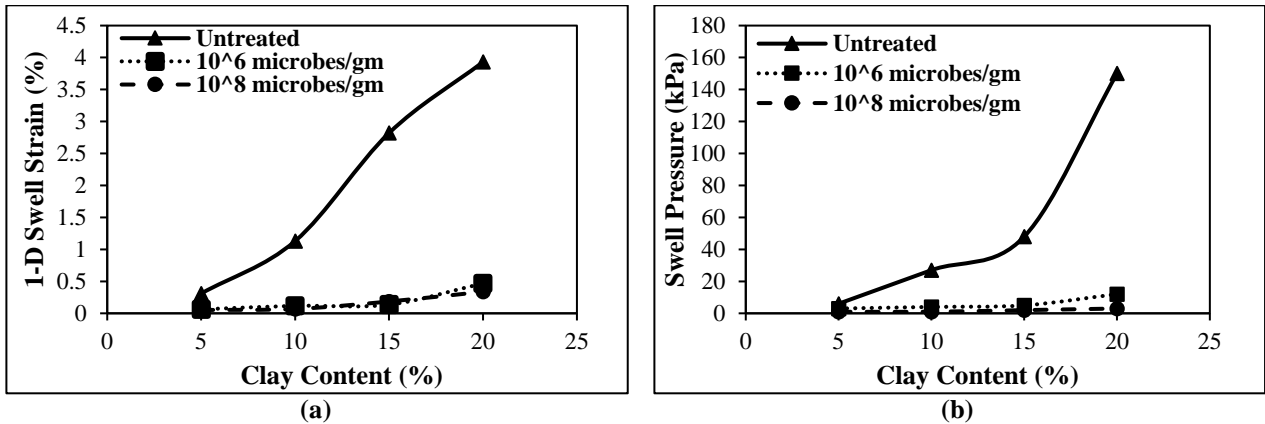 1-D Swell Strain (%)
4.5
4
3.5
3
2.5
2
1.5
1
0.5
0
Untreated
10^6 microbes/gm
10^8 microbes/gm
0 5 10 15 20 25
Clay Content (%)
(a)
Swell Pressure (kPa)
180
160
140
120
100
80
60
40
20
0
Untreated
10^6 microbes/gm
10^8 microbes/gm
0 5 10 15 20 25
Clay Content (%)
(b)